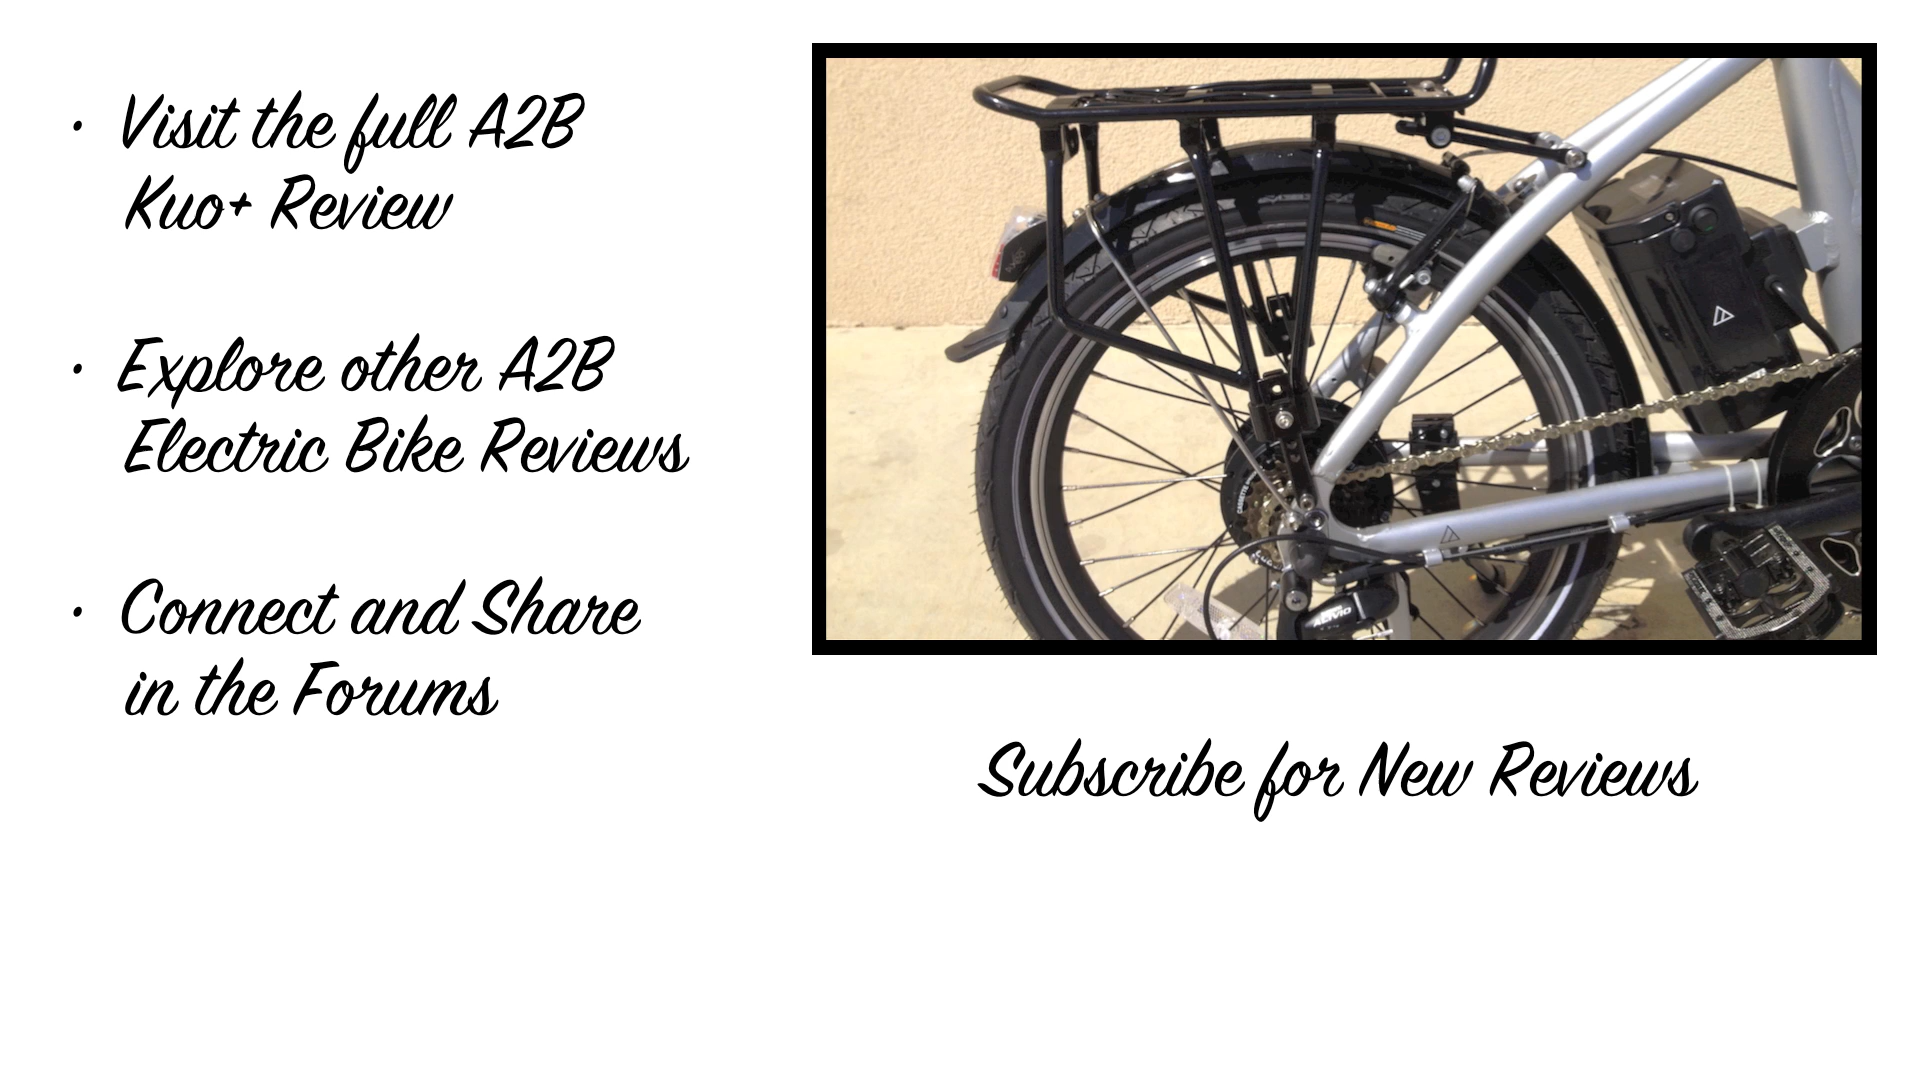 • Visit the full A2B
Kuo+ Review
• Explore other A2B
Electric Bike Reviews
• Connect and Share
in the Forums
ALIVIO
Subscribe for New Reviews